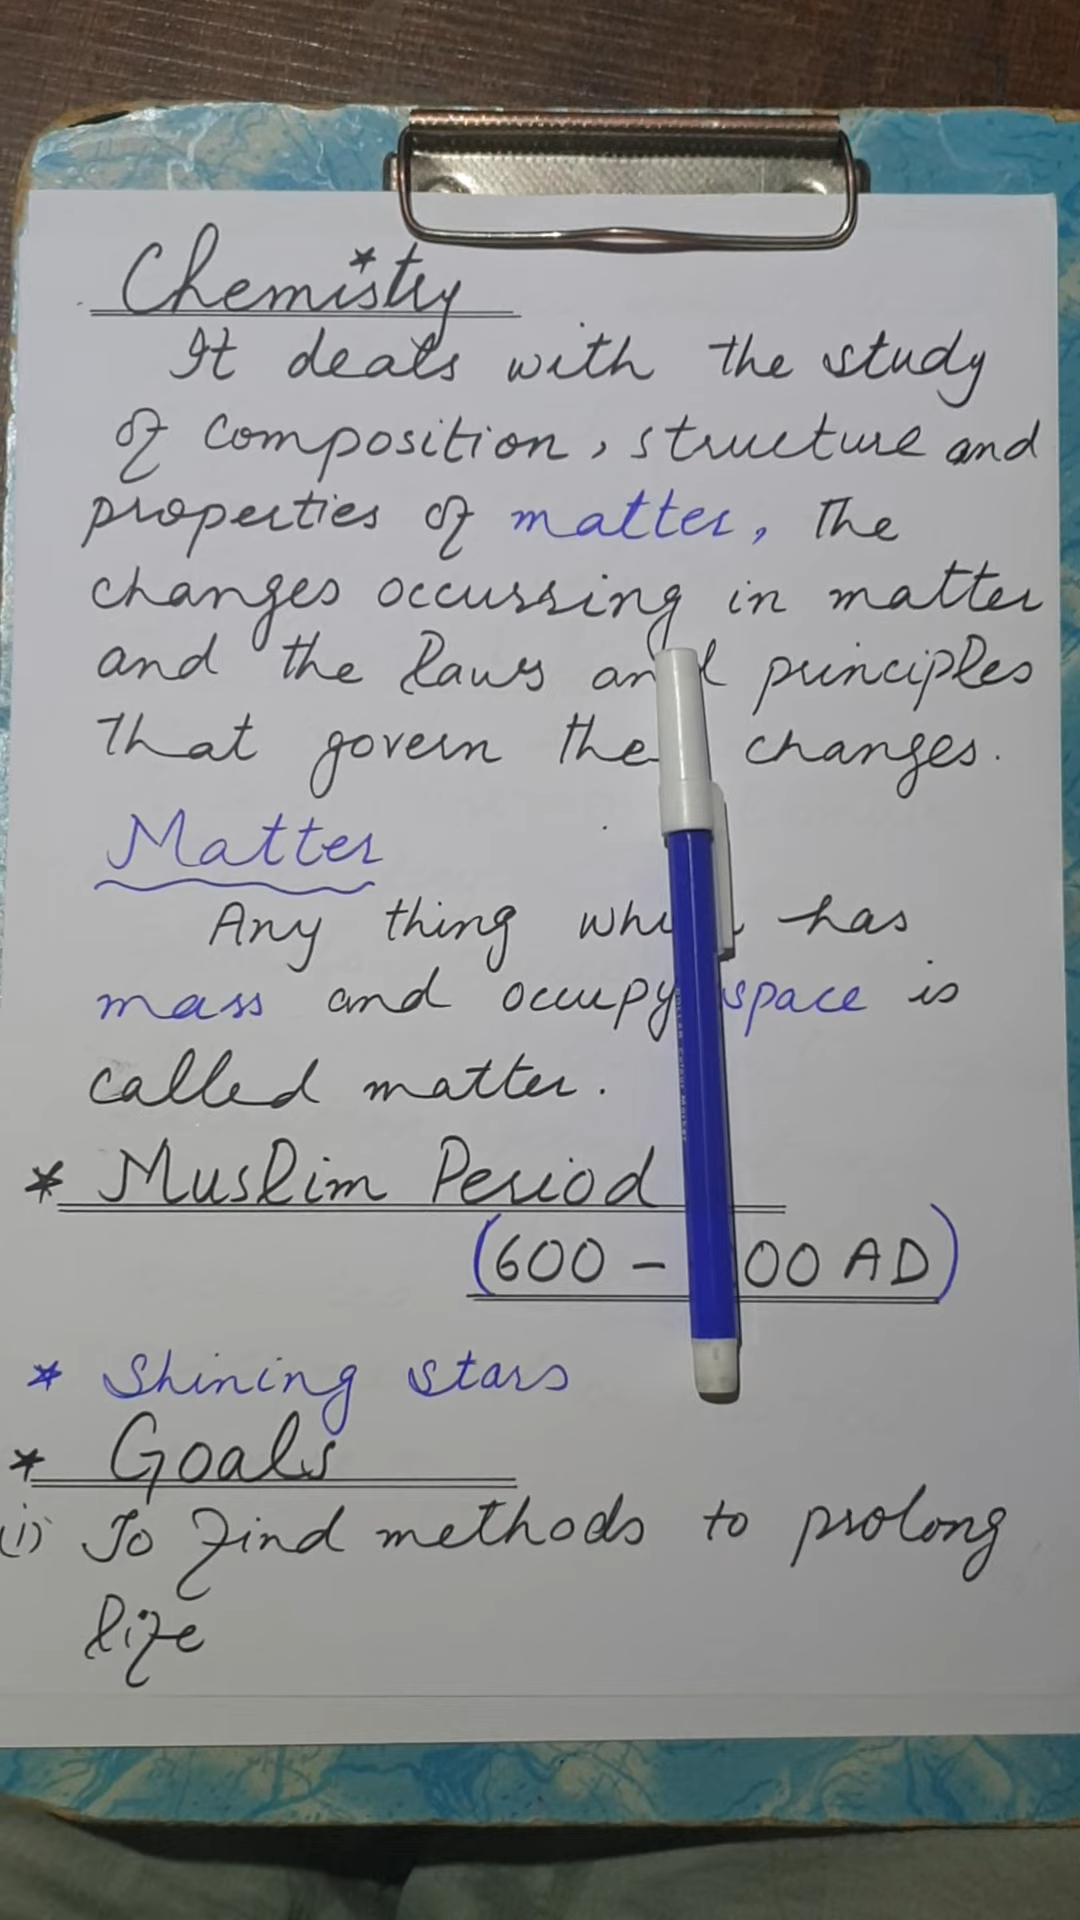 Chemistry
It deals with the study
of composition, structure and
properties of matter, the
changes occurring in matter
and the laws and principles
that govern the changes.
Matter
Any thing has
mass and occupy space is
called matter.
* Muslim Period
(600 - 00 AD)
* Shining stars
* Goals
(i) To find methods to prolong
life